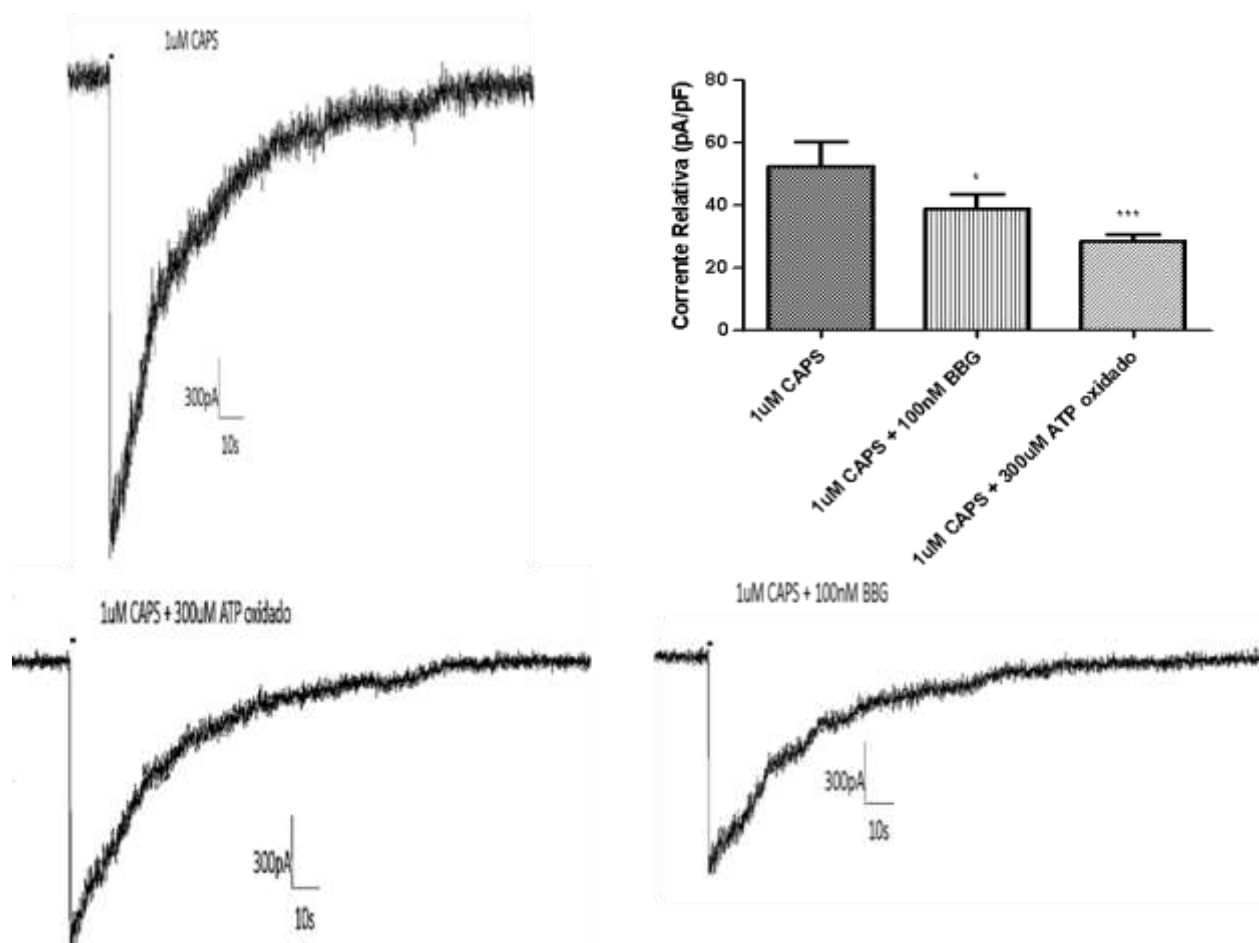 1uM CAPS
300pA
10s
Corrente Relativa (pA/pF)
80
60
40
20
0
*
***
1uM CAPS
1uM CAPS + 100nM BBG
1uM CAPS + 300uM ATP oxidado
1uM CAPS + 300uM ATP oxidado
300pA
10s
1uM CAPS + 100nM BBG
300pA
10s